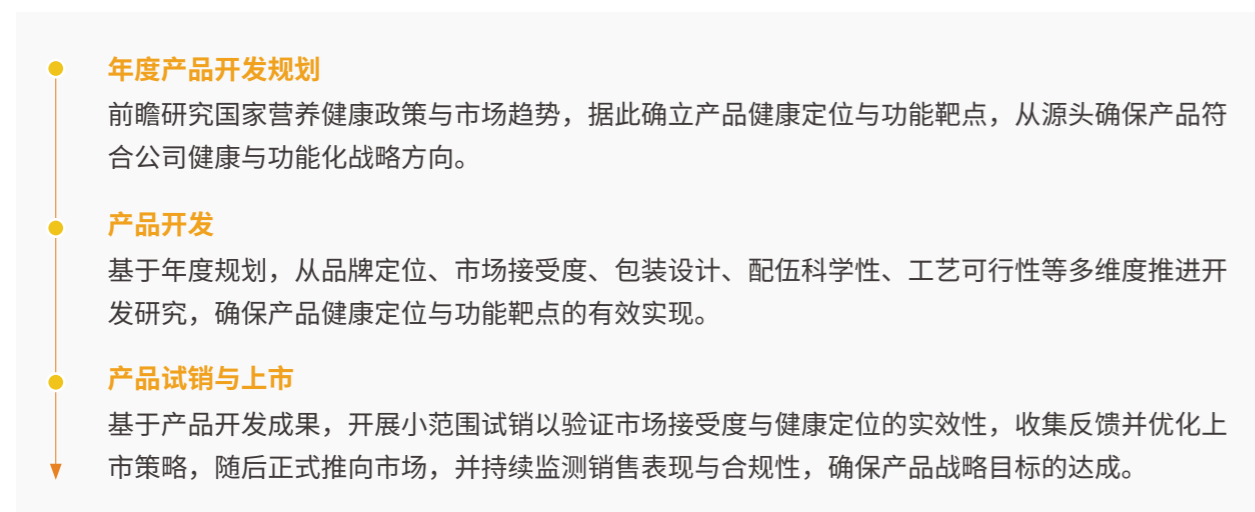 年度产品开发规划
前瞻研究国家营养健康政策与市场趋势，据此确立产品健康定位与功能靶点，从源头确保产品符
合公司健康与功能化战略方向。
产品开发
基于年度规划，从品牌定位、市场接受度、包装设计、配伍科学性、工艺可行性等多维度推进开
发研究，确保产品健康定位与功能靶点的有效实现。
产品试销与上市
基于产品开发成果，开展小范围试销以验证市场接受度与健康定位的实效性，收集反馈并优化上
市策略，随后正式推向市场，并持续监测销售表现与合规性，确保产品战略目标的达成。